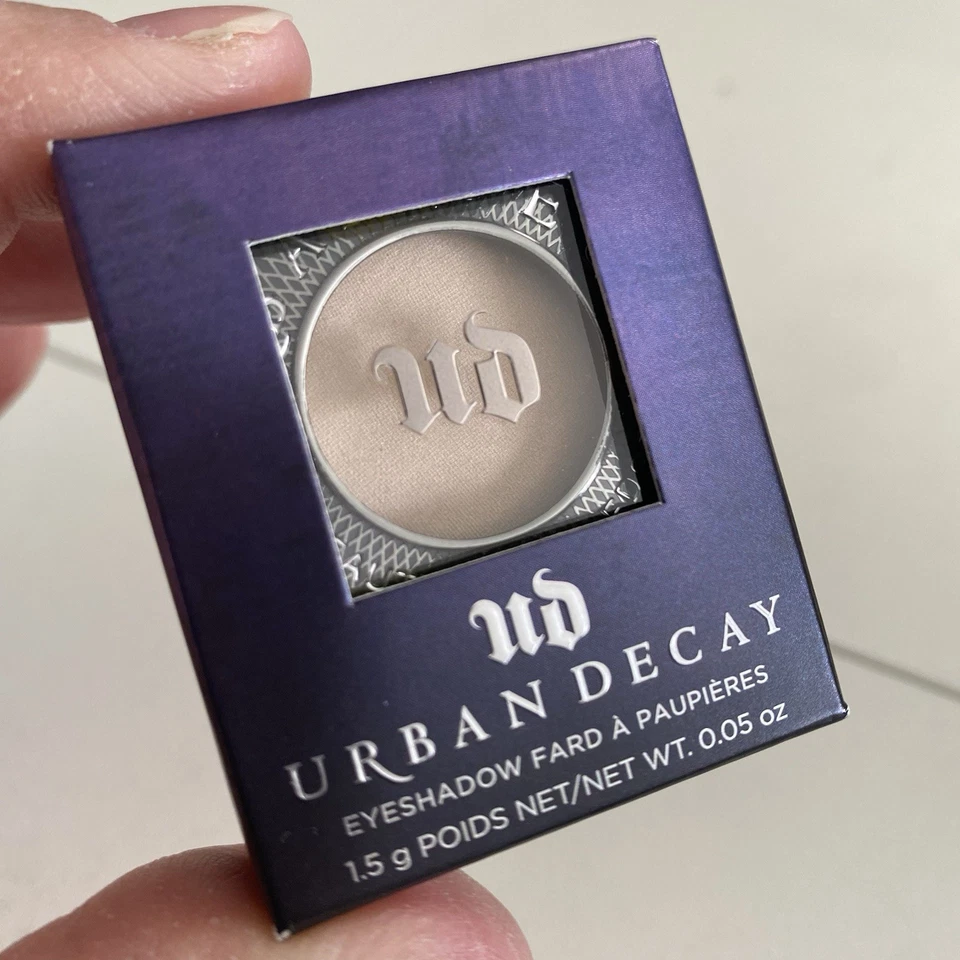 ud
ud
URBAN DECAY
EYESHADOW FARD À PAUPIÈRES
1.5 g POIDS NET/NET WT. 0.05 oz